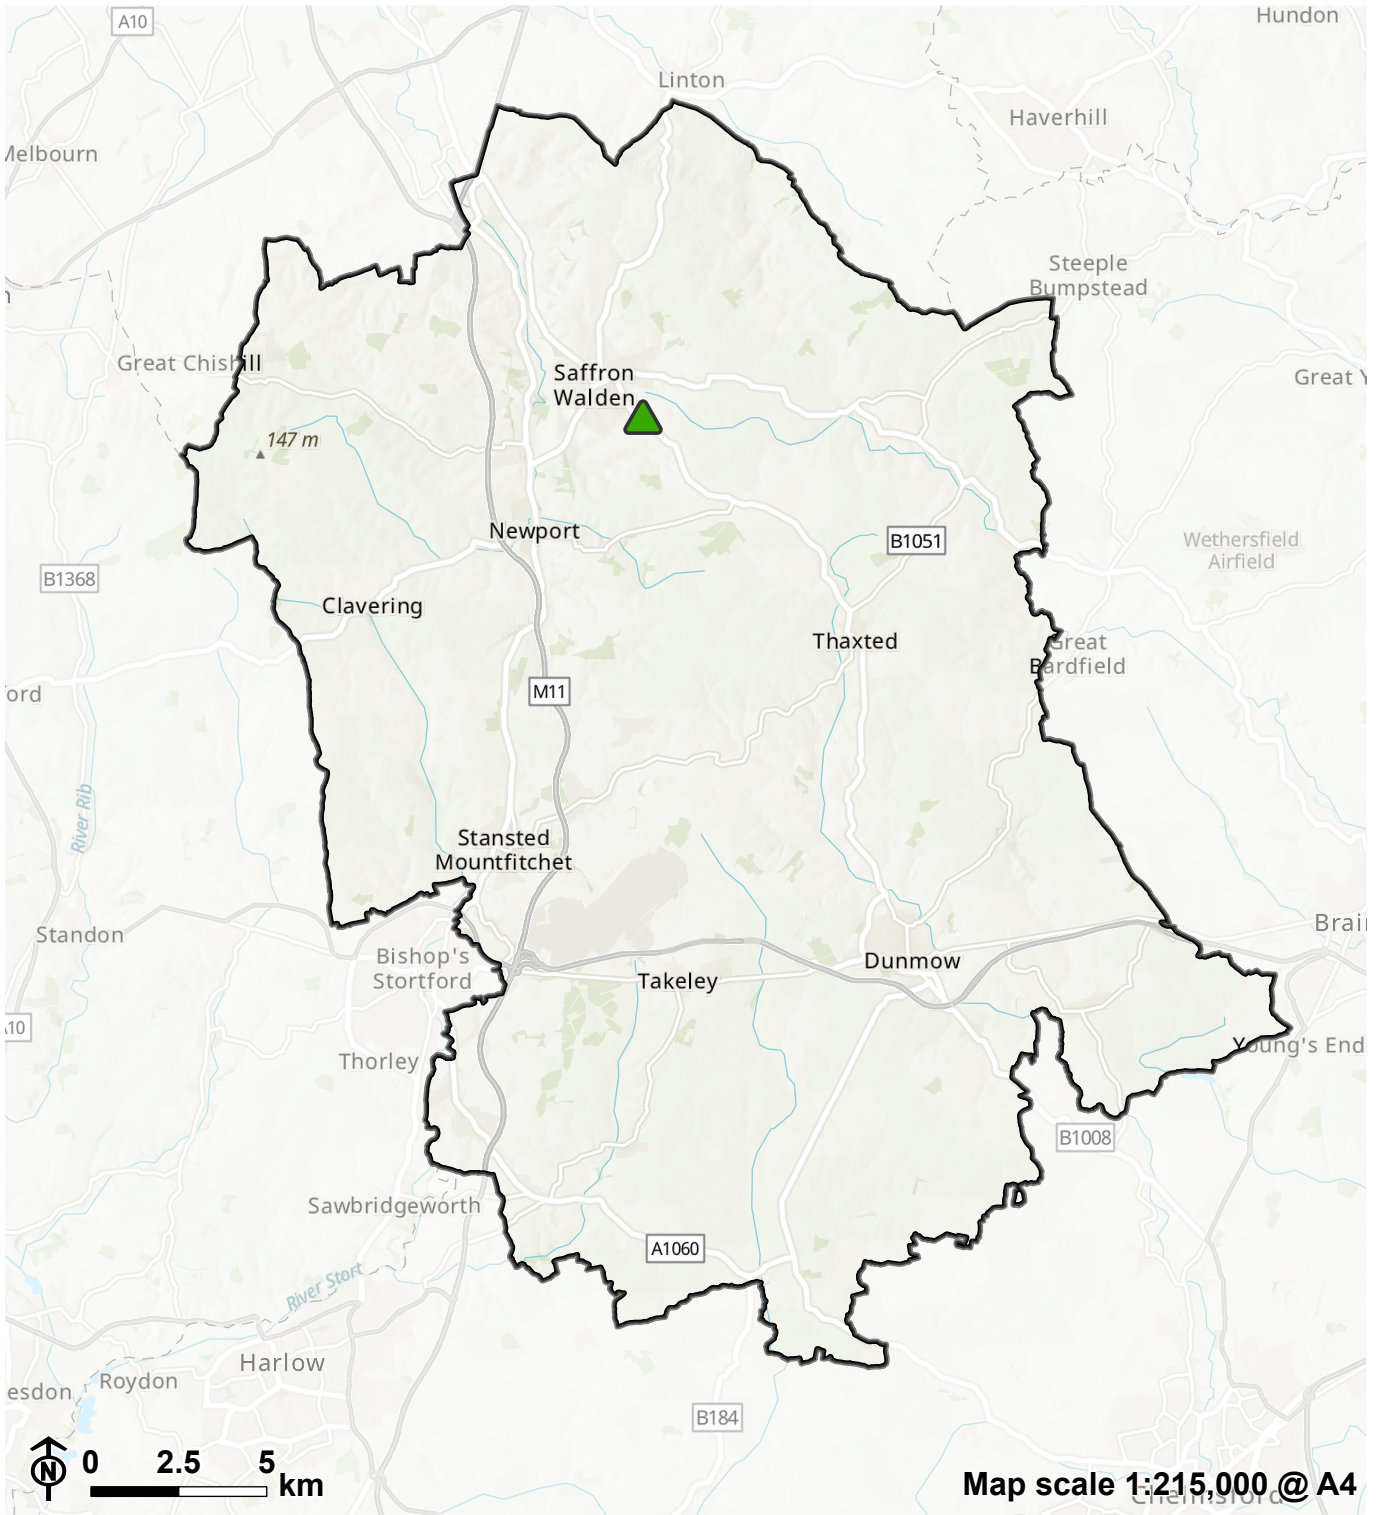 A10
Hundon
Linton
Haverhill
Melbourn
Steeple
Bumpstead
Great Chishill
Saffron
Walden
Great Y
147 m
Newport
B1051
Wethersfield
Airfield
B1368
Clavering
Thaxted
Great
Bardfield
ford
M11
River Rib
Stansted
Mountfitchet
Standon
Brai
Bishop's
Stortford
Dunmow
Takeley
A10
Thorley
Young's End
B1008
Sawbridgeworth
A1060
River Stort
Harlow
Roydon
esdon
B184
N
0 2.5 5
km
Map scale 1:215,000 @ A4
Chelmsford